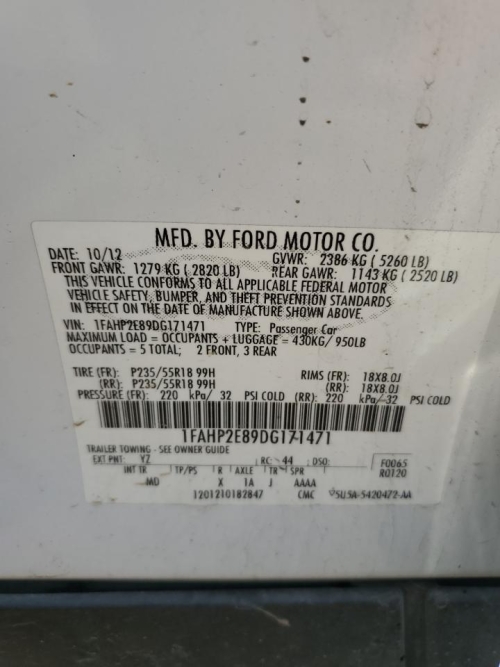 MFD. BY FORD MOTOR CO.
DATE: 10/12 GVWR: 2386 KG ( 5260 LB)
FRONT GAWR: 1279 KG ( 2820 LB) REAR GAWR: 1143 KG ( 2520 LB)
THIS VEHICLE CONFORMS TO ALL APPLICABLE FEDERAL MOTOR
VEHICLE SAFETY, BUMPER, AND THEFT PREVENTION STANDARDS
IN EFFECT ON THE DATE OF MANUFACTURE SHOWN ABOVE.
VIN: 1FAHP2E89DG171471 TYPE: Passenger Car
MAXIMUM LOAD = OCCUPANTS + LUGGAGE = 430KG/ 950LB
OCCUPANTS = 5 TOTAL; 2 FRONT, 3 REAR
TIRE (FR): P235/55R18 99H RIMS (FR): 18X8.0J
(RR): P235/55R18 99H (RR): 18X8.0J
PRESSURE (FR): 220 kPa/ 32 PSI COLD (RR): 220 kPa/ 32 PSI COLD
1FAHP2E89DG171471
TRAILER TOWING - SEE OWNER GUIDE
EXT PNT: YZ RC: 44 DSO: F0065
INT TR TP/PS R AXLE TR SPR R0120
MD X 1A J AAAA
1201210182847 CMC SU5A-5420472-AA